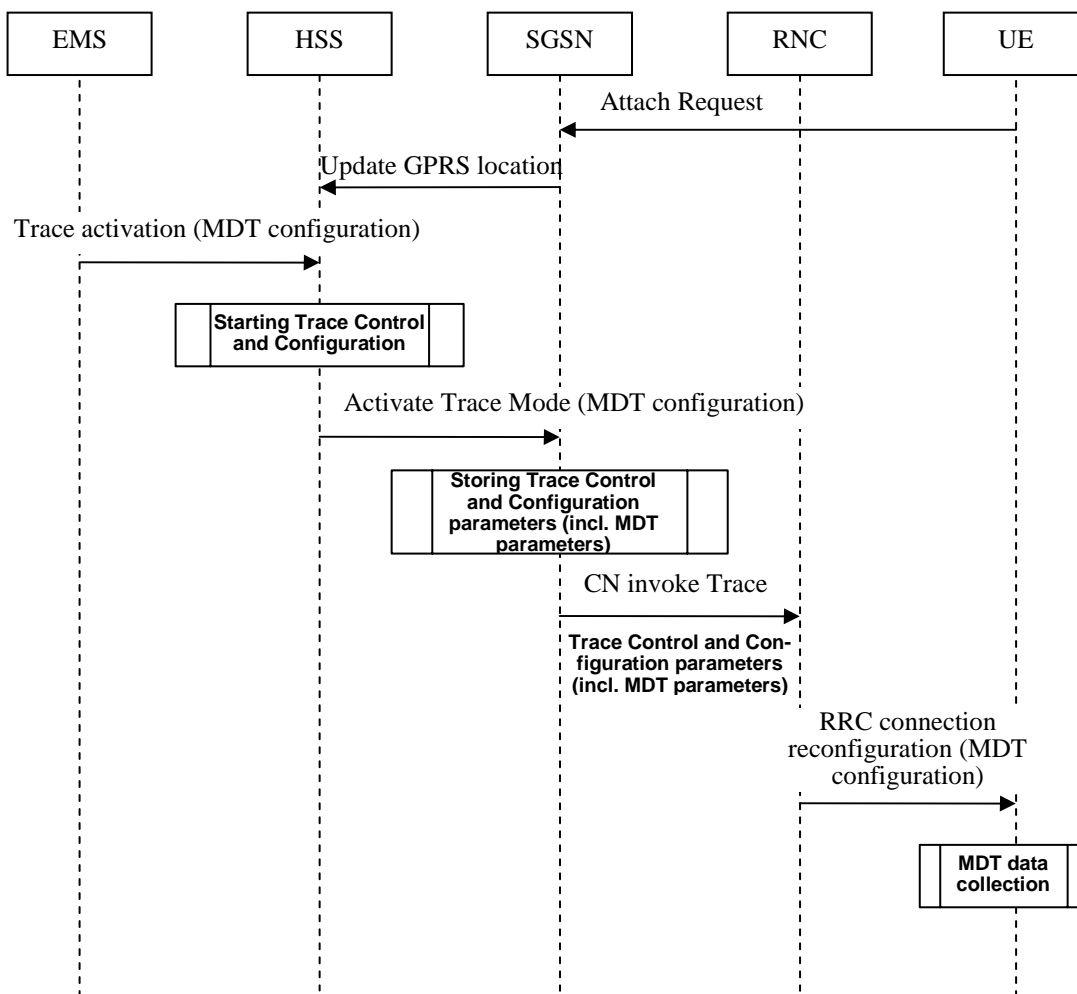 EMS
HSS
SGSN
RNC
UE
Attach Request
Update GPRS location
Trace activation (MDT configuration)
Starting Trace Control
and Configuration
Activate Trace Mode (MDT configuration)
Storing Trace Control
and Configuration
parameters (incl. MDT
parameters)
CN invoke Trace
Trace Control and Con-
figuration parameters
(incl. MDT parameters)
RRC connection
reconfiguration (MDT
configuration)
MDT data
collection